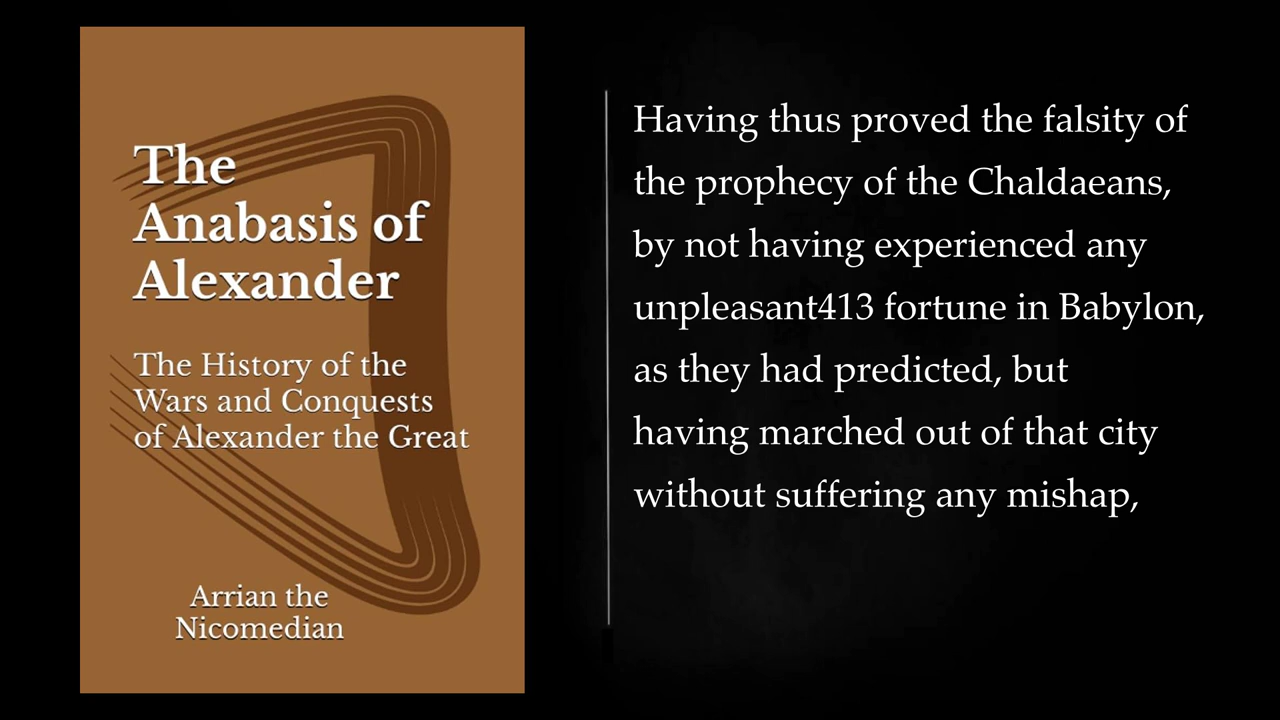 The
Anabasis of
Alexander
The History of the
Wars and Conquests
of Alexander the Great
Arrian the
Nicomedian
Having thus proved the falsity of
the prophecy of the Chaldaeans,
by not having experienced any
unpleasant413 fortune in Babylon,
as they had predicted, but
having marched out of that city
without suffering any mishap,